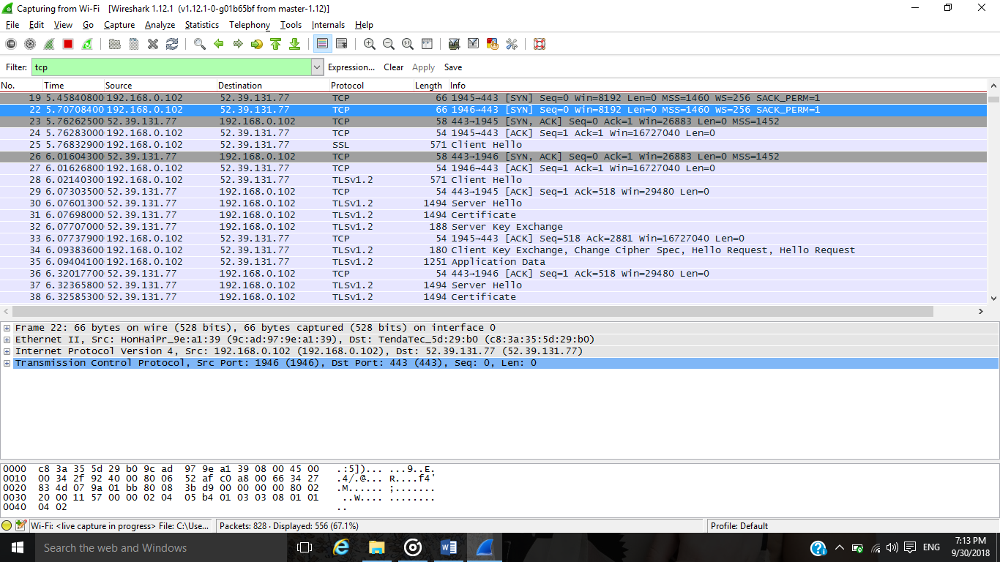 Capturing from Wi-Fi [Wireshark 1.12.1 (v1.12.1-0-g01b65bf from master-1.12)]
File Edit View Go Capture Analyze Statistics Telephony Tools Internals Help
Filter: tcp Expression... Clear Apply Save
No. Time Source Destination Protocol Length Info
19 5.45840800 192.168.0.102 52.39.131.77 TCP 66 1945→443 [SYN] Seq=0 Win=8192 Len=0 MSS=1460 WS=256 SACK_PERM=1
22 5.70708400 192.168.0.102 52.39.131.77 TCP 66 1946→443 [SYN] Seq=0 Win=8192 Len=0 MSS=1460 WS=256 SACK_PERM=1
23 5.76262500 52.39.131.77 192.168.0.102 TCP 58 443→1945 [SYN, ACK] Seq=0 Ack=1 Win=26883 Len=0 MSS=1452
24 5.76283000 192.168.0.102 52.39.131.77 TCP 54 1945→443 [ACK] Seq=1 Ack=1 Win=16727040 Len=0
25 5.76832900 192.168.0.102 52.39.131.77 SSL 571 Client Hello
26 6.01604300 52.39.131.77 192.168.0.102 TCP 58 443→1946 [SYN, ACK] Seq=0 Ack=1 Win=26883 Len=0 MSS=1452
27 6.01626800 192.168.0.102 52.39.131.77 TCP 54 1946→443 [ACK] Seq=1 Ack=1 Win=16727040 Len=0
28 6.02140300 192.168.0.102 52.39.131.77 TLSv1.2 571 Client Hello
29 6.07303500 52.39.131.77 192.168.0.102 TCP 54 443→1945 [ACK] Seq=1 Ack=518 Win=29480 Len=0
30 6.07601300 52.39.131.77 192.168.0.102 TLSv1.2 1494 Server Hello
31 6.07698000 52.39.131.77 192.168.0.102 TLSv1.2 1494 Certificate
32 6.07707000 52.39.131.77 192.168.0.102 TLSv1.2 188 Server Key Exchange
33 6.07737900 192.168.0.102 52.39.131.77 TCP 54 1945→443 [ACK] Seq=518 Ack=2881 Win=16727040 Len=0
34 6.09383600 192.168.0.102 52.39.131.77 TLSv1.2 180 Client Key Exchange, Change Cipher Spec, Hello Request, Hello Request
35 6.09404100 192.168.0.102 52.39.131.77 TLSv1.2 1251 Application Data
36 6.32017700 52.39.131.77 192.168.0.102 TCP 54 443→1946 [ACK] Seq=1 Ack=518 Win=29480 Len=0
37 6.32365800 52.39.131.77 192.168.0.102 TLSv1.2 1494 Server Hello
38 6.32585300 52.39.131.77 192.168.0.102 TLSv1.2 1494 Certificate
Frame 22: 66 bytes on wire (528 bits), 66 bytes captured (528 bits) on interface 0
Ethernet II, Src: HonHaiPr_9e:a1:39 (9c:ad:97:9e:a1:39), Dst: TendaTec_5d:29:b0 (c8:3a:35:5d:29:b0)
Internet Protocol Version 4, Src: 192.168.0.102 (192.168.0.102), Dst: 52.39.131.77 (52.39.131.77)
Transmission Control Protocol, Src Port: 1946 (1946), Dst Port: 443 (443), Seq: 0, Len: 0
0000 c8 3a 35 5d 29 b0 9c ad 97 9e a1 39 08 00 45 00 .:5])... ...9..E.
0010 00 34 2f 92 40 00 80 06 52 af c0 a8 00 66 34 27 .4/.@... R....f4'
0020 83 4d 07 9a 01 bb 80 08 3b d9 00 00 00 00 80 02 .M...... ;.......
0030 20 00 11 57 00 00 02 04 05 b4 01 03 03 08 01 01 ..W.... ........
0040 04 02 ..
Wi-Fi: <live capture in progress> File: C:\Use... Packets: 828 · Displayed: 556 (67.1%) Profile: Default
Search the web and Windows
ENG
7:13 PM
9/30/2018